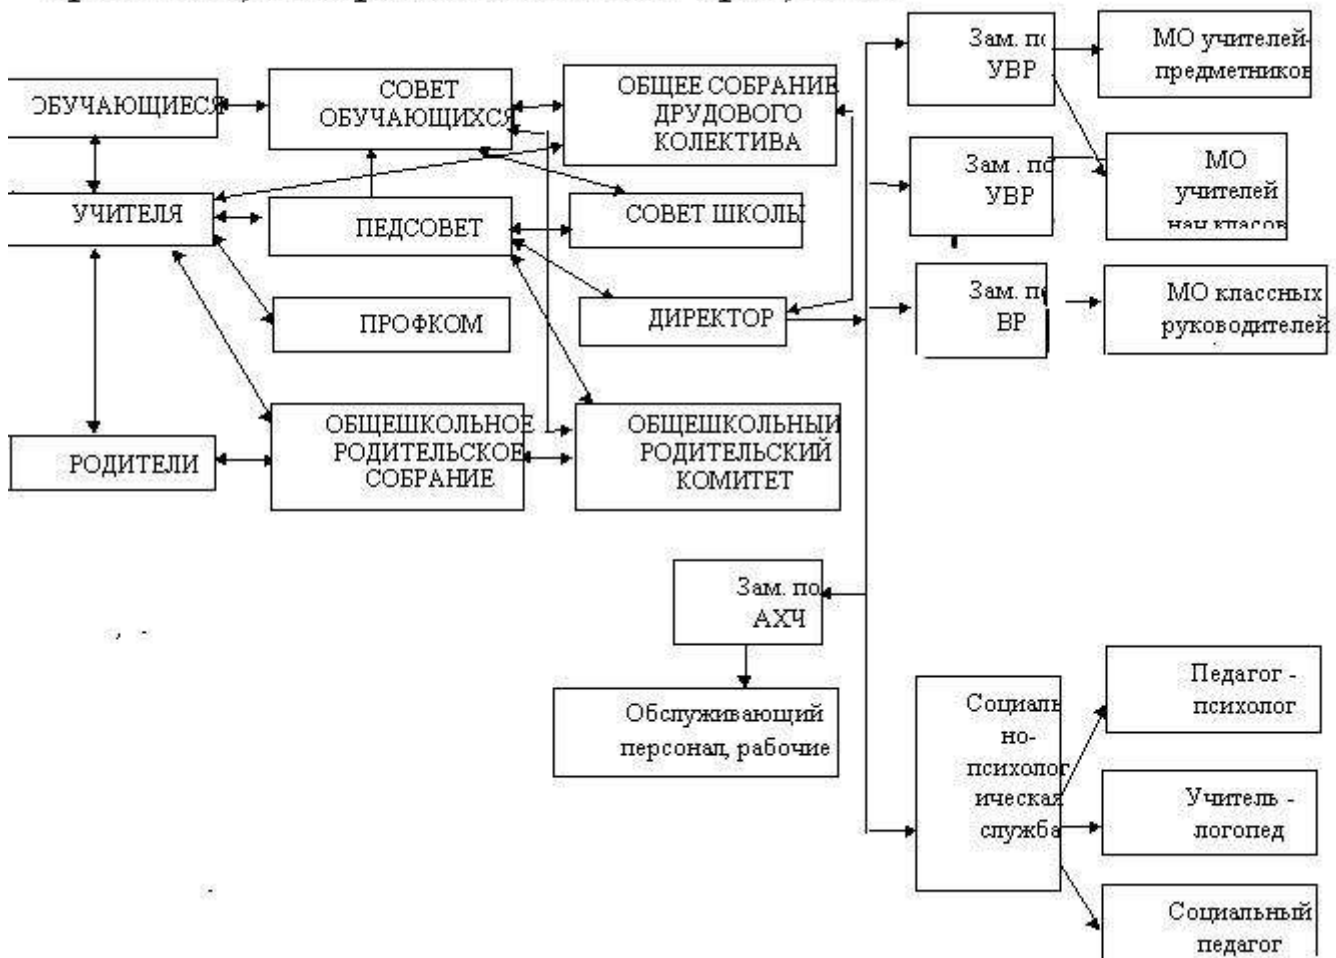 Зам. по
УВР
МО учителей-
предметников
ОБУЧАЮЩИЕСЯ
СОВЕТ
ОБУЧАЮЩИХСЯ
ОБЩЕЕ СОБРАНИЕ
ДРУДОВОГО
КОЛЕКТИВА
Зам . по
УВР
МО
учителей
нач класов
УЧИТЕЛЯ
ПЕДСОВЕТ
СОВЕТ ШКОЛЫ
ПРОФКОМ
ДИРЕКТОР
Зам. по
ВР
МО классных
руководителей
РОДИТЕЛИ
ОБЩЕШКОЛЬНОЕ
РОДИТЕЛЬСКОЕ
СОБРАНИЕ
ОБЩЕШКОЛЬНЫЙ
РОДИТЕЛЬСКИЙ
КОМИТЕТ
Зам. по
АХЧ
Обслуживающий
персонал, рабочие
Социаль
но-
психолог
ическая
служба
Педагог -
психолог
Учитель -
логопед
Социальный
педагог